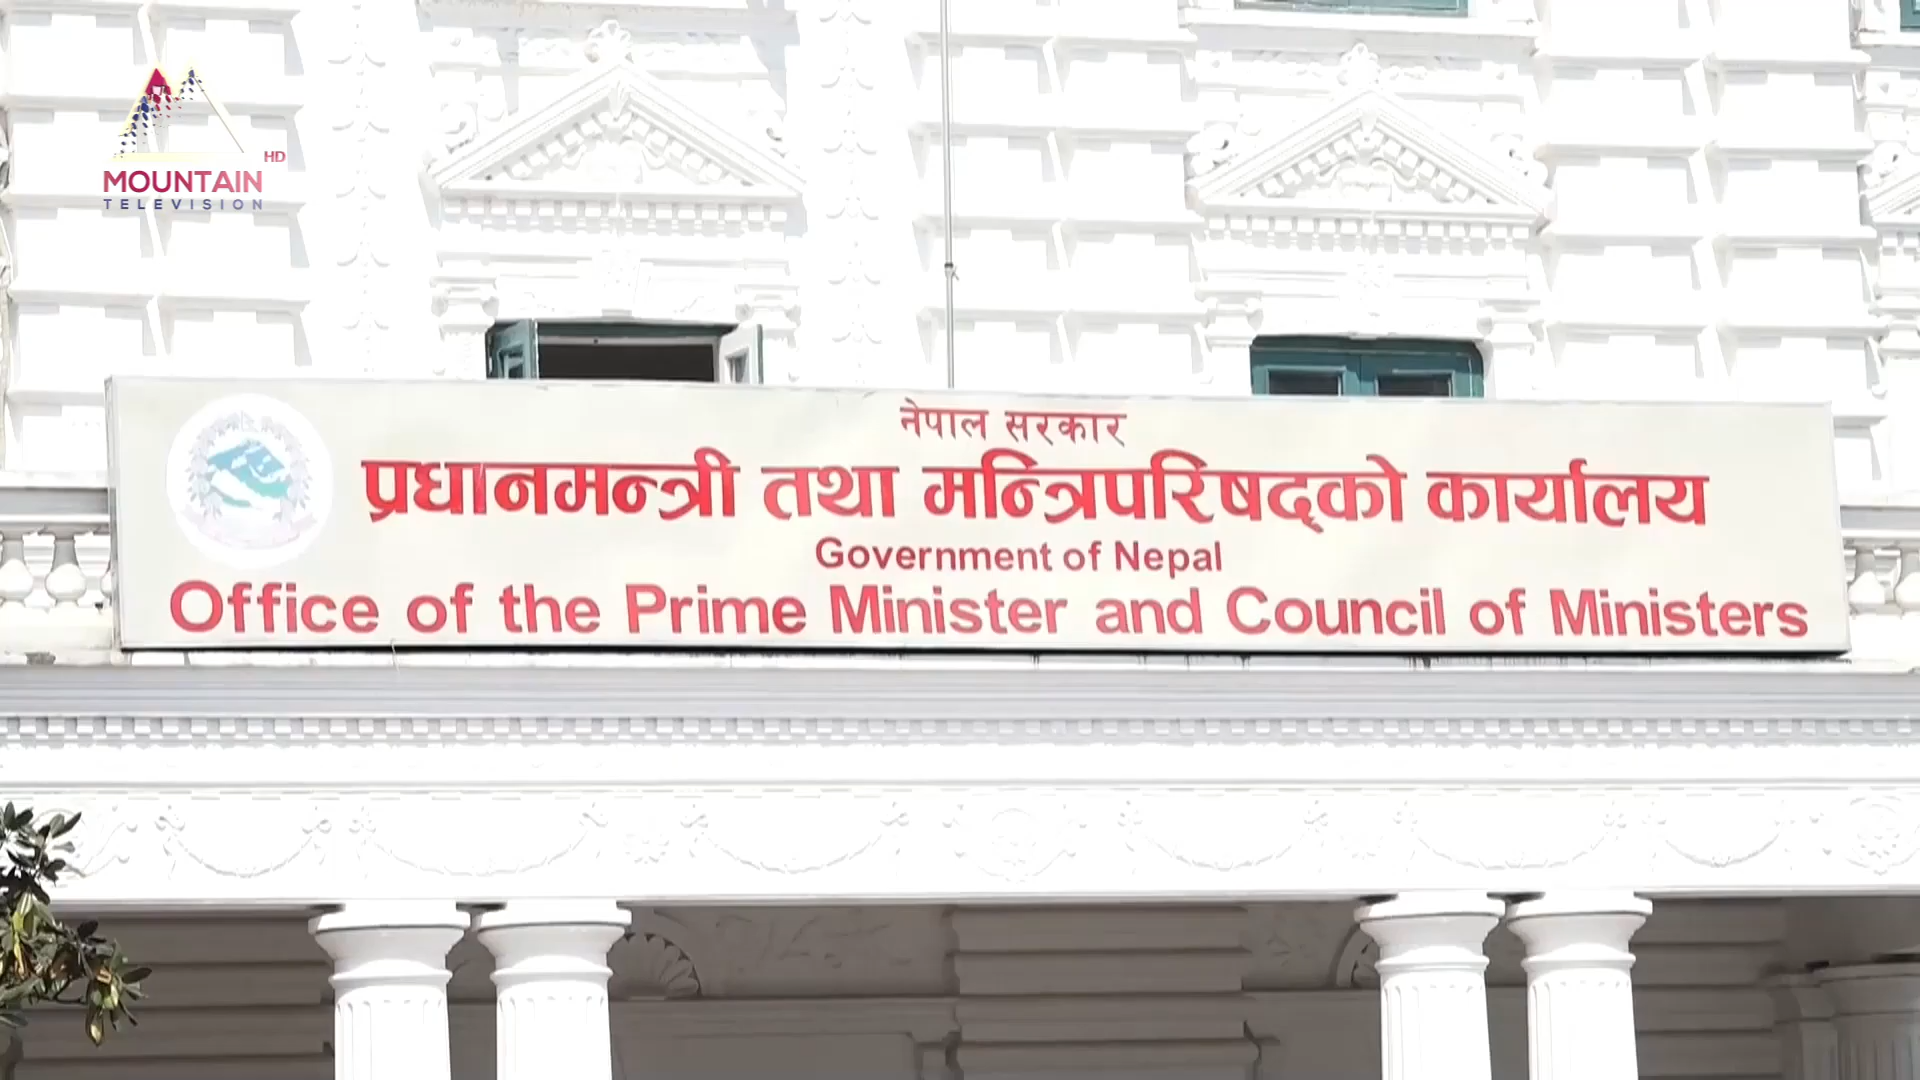 HD
MOUNTAIN
TELEVISION
नेपाल सरकार
प्रधानमन्त्री तथा मन्त्रिपरिषद्को कार्यालय
Government of Nepal
Office of the Prime Minister and Council of Ministers